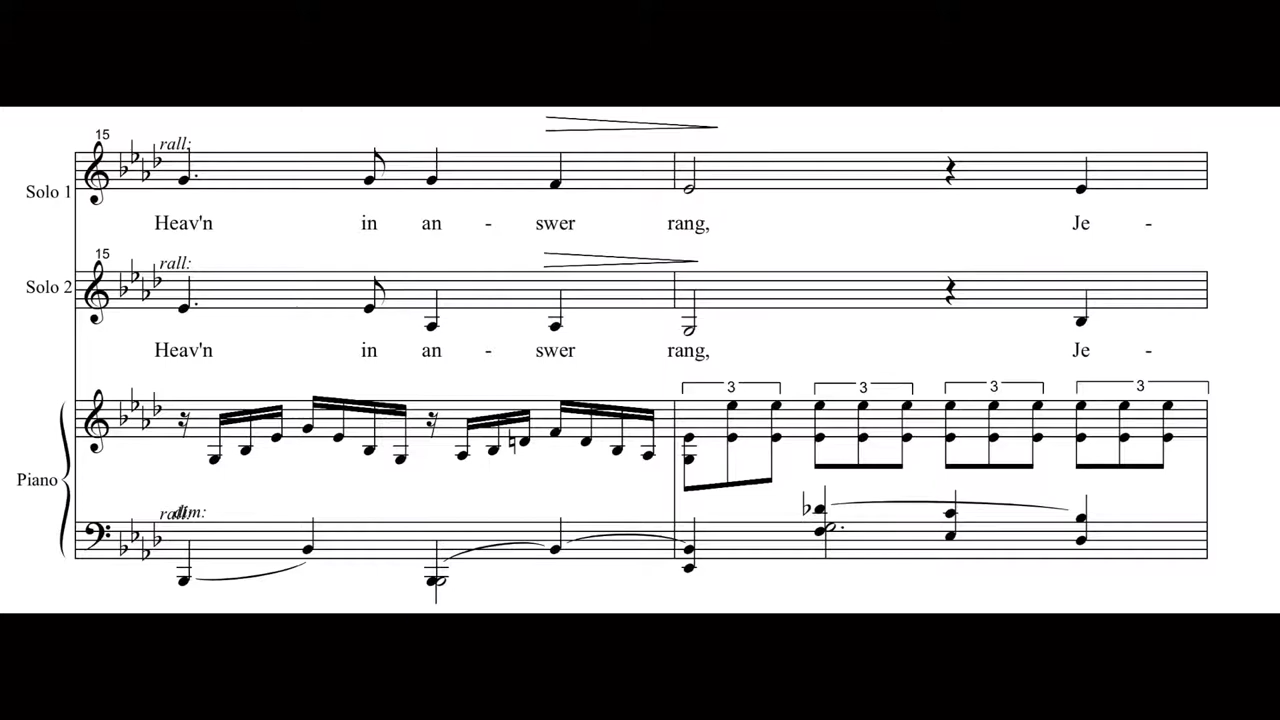 15
rall:
Solo 1
Heav'n in an - swer rang, Je -
15
rall:
Solo 2
Heav'n in an - swer rang, Je -
3 3 3 3
Piano
rall: dim: